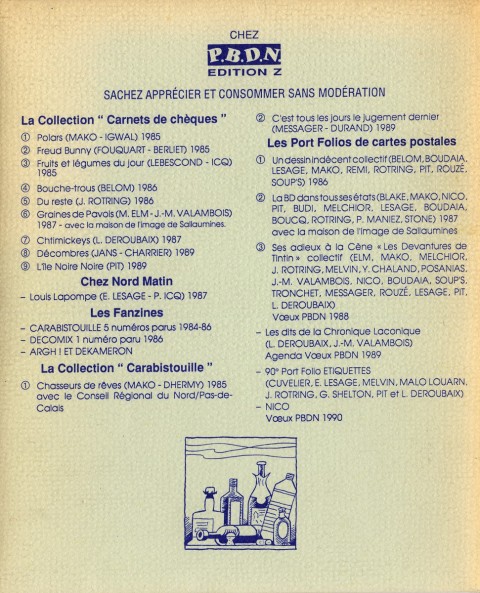 CHEZ
P.B.D.N.
EDITION Z
SACHEZ APPRÉCIER ET CONSOMMER SANS MODÉRATION
La Collection " Carnets de chèques "
① Polars (MAKO - IGWAL) 1985
② Freud Bunny (FOUQUART - BERLIET) 1985
③ Fruits et légumes du jour (LEBESCOND - ICQ)
1985
④ Bouche-trous (BELOM) 1986
⑤ Du reste (J. ROTRING) 1986
⑥ Graines de Pavois (M. ELM - J.-M. VALAMBOIS)
1987 - avec la maison de l'image de Sallaumines.
⑦ Chtimickeys (L. DEROUBAIX) 1987
⑧ Décombres (JANS - CHARRIER) 1989
⑨ L'île Noire Noire (PIT) 1989
Chez Nord Matin
– Louis Lapompe (E. LESAGE - P. ICQ) 1987
Les Fanzines
– CARABISTOUILLE 5 numéros parus 1984-86
– DECOMIX 1 numéro paru 1986
– ARGH I ET DEKAMERON
La Collection " Carabistouille "
① Chasseurs de rêves (MAKO - DHERMY) 1985
avec le Conseil Régional du Nord/Pas-de-
Calais
② C'est tous les jours le jugement dernier
(MESSAGER - DURAND) 1989
Les Port Folios de cartes postales
① Un dessin indécent collectif (BELOM, BOUDAIA,
LESAGE, MAKO, REMI, ROTRING, PIT, ROUZÉ,
SOUP'S) 1986
② La BD dans tous ses états (BLAKE, MAKO, NICO,
PIT, BUDI, MELCHIOR, LESAGE, BOUDAIA,
BOUCQ, ROTRING, P. MANIEZ, STONE) 1987
avec la maison de l'image de Sallaumines.
③ Ses adieux à la Cène « Les Devantures de
Tintin » collectif (ELM, MAKO, MELCHIOR,
J. ROTRING, MELVIN, Y. CHALAND, POSANIAS,
J.-M. VALAMBOIS, NICO, BOUDAIA, SOUP'S,
TRONCHET, MESSAGER, ROUZÉ, LESAGE, PIT,
L. DEROUBAIX)
Vœux PBDN 1988
– Les dits de la Chronique Laconique
(L. DEROUBAIX, J.-M. VALAMBOIS)
Agenda Vœux PBDN 1989
– 90° Port Folio ETIQUETTES
(CUVELIER, E. LESAGE, MELVIN, MALO LOUARN,
J. ROTRING, G. SHELTON, PIT et L. DEROUBAIX)
– NICO
Vœux PBDN 1990